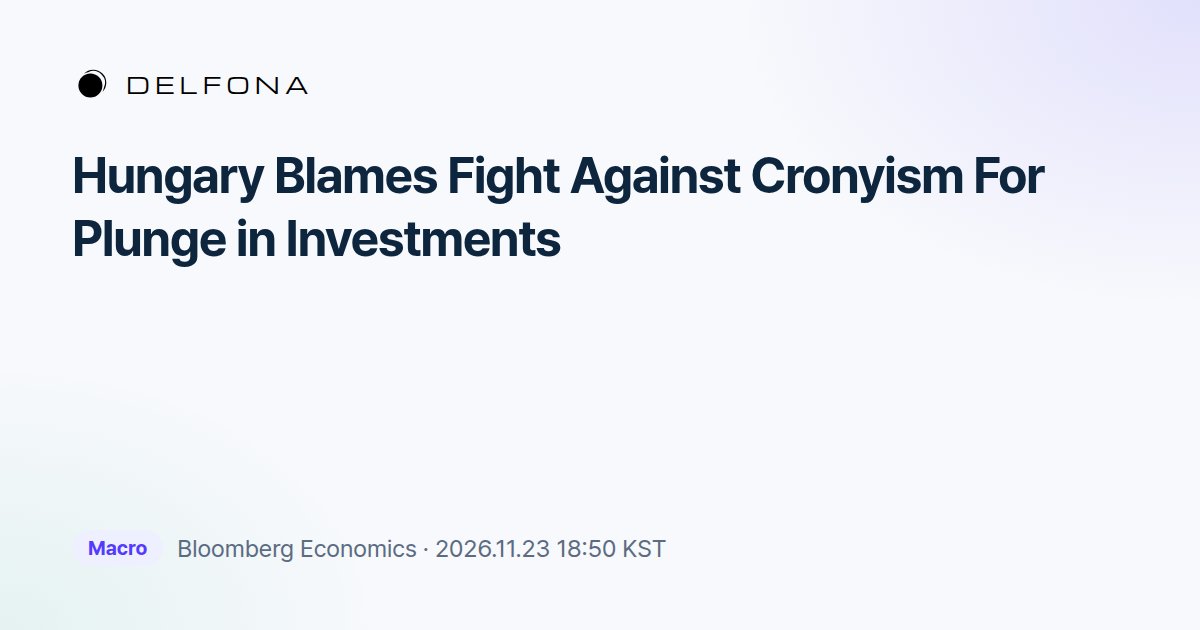 DELFONA
Hungary Blames Fight Against Cronyism For
Plunge in Investments
Macro Bloomberg Economics · 2026.11.23 18:50 KST